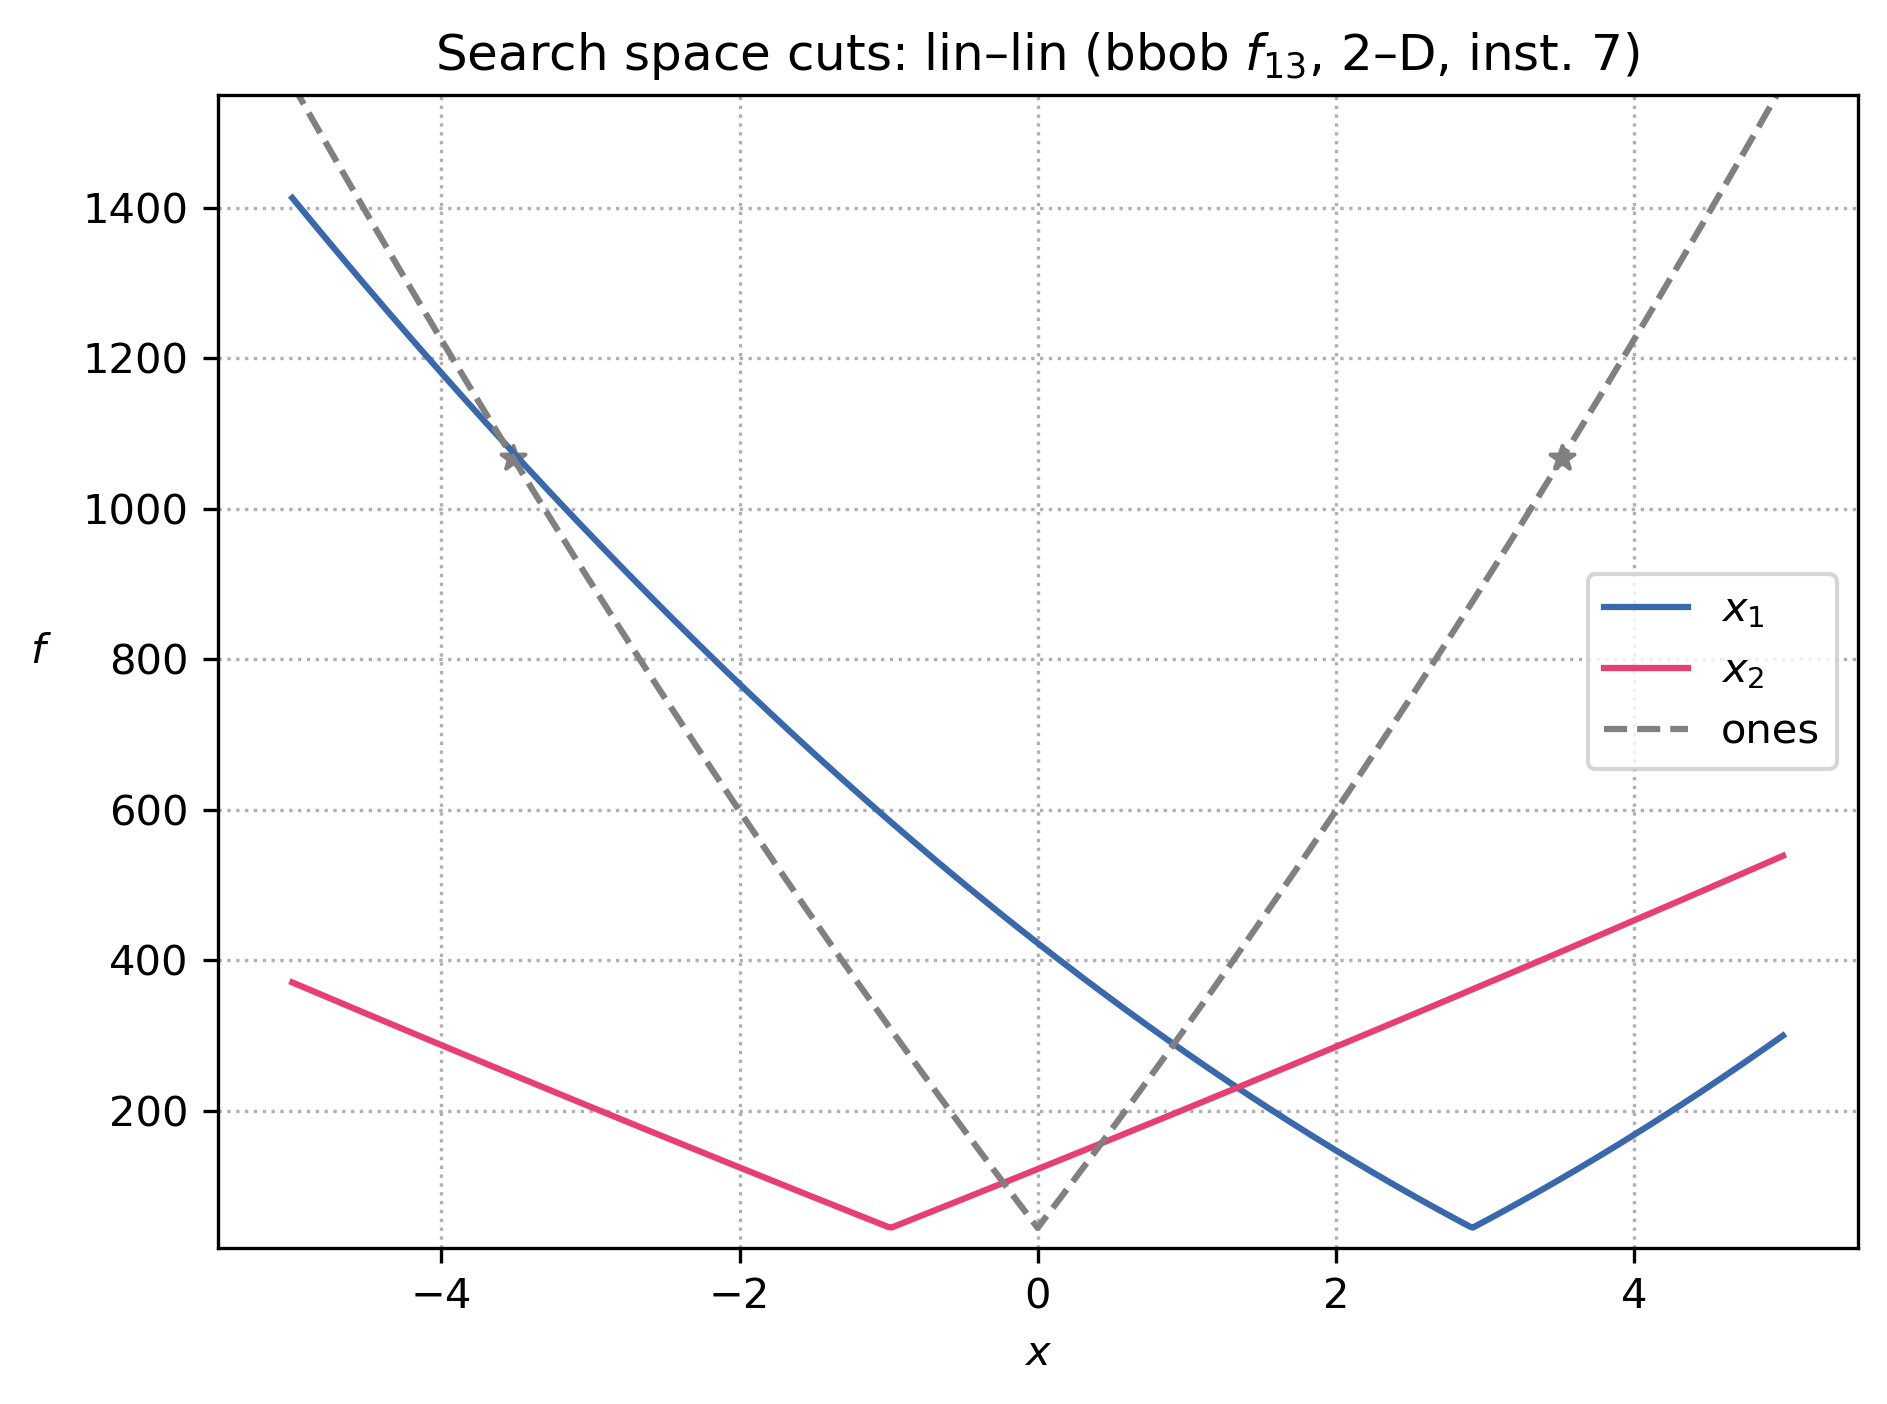 Search space cuts: lin–lin (bbob f13, 2–D, inst. 7)
1400
1200
1000
800
600
400
200
f
x1
x2
ones
−4
−2
0
2
4
x